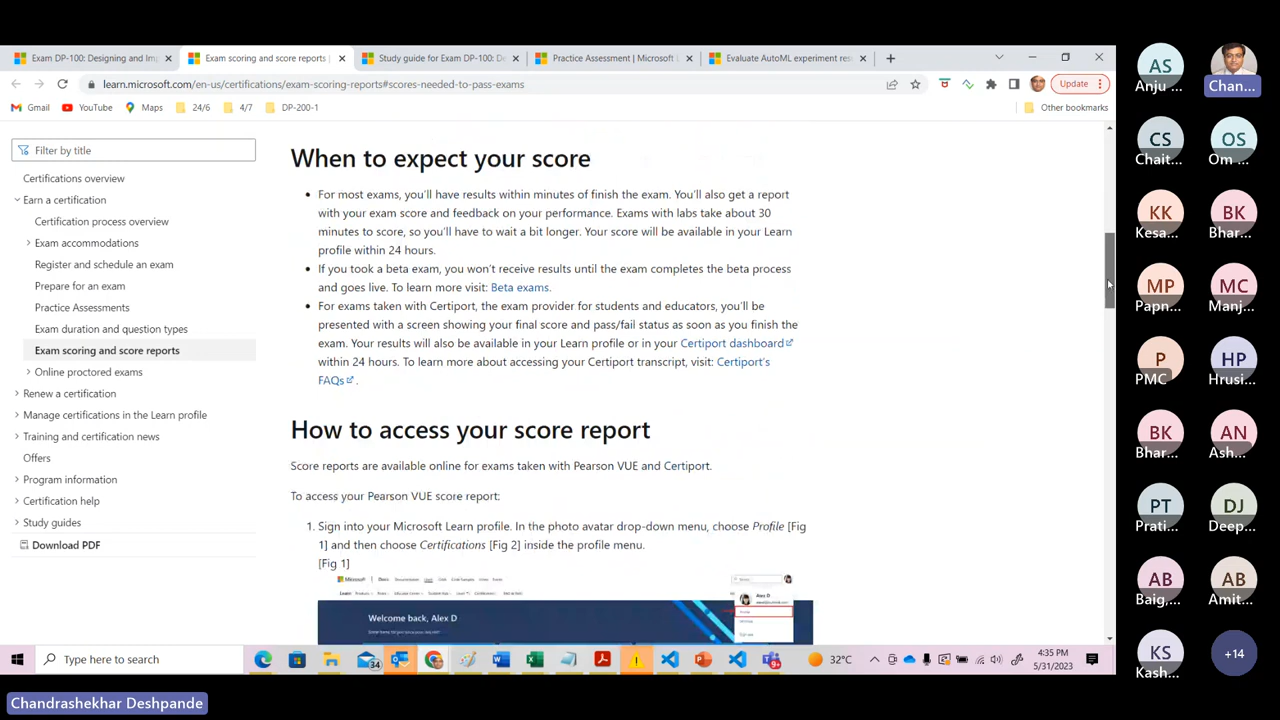 Exam DP-100: Designing and Im
Exam scoring and score reports
Study guide for Exam DP-100: De
Practice Assessment | Microsoft L
Evaluate AutoML experiment res
learn.microsoft.com/en-us/certifications/exam-scoring-reports#scores-needed-to-pass-exams
Update
Gmail
YouTube
Maps
24/6
4/7
DP-200-1
Other bookmarks
Filter by title
Certifications overview
Earn a certification
Certification process overview
Exam accommodations
Register and schedule an exam
Prepare for an exam
Practice Assessments
Exam duration and question types
Exam scoring and score reports
Online proctored exams
Renew a certification
Manage certifications in the Learn profile
Training and certification news
Offers
Program information
Certification help
Study guides
Download PDF
When to expect your score
For most exams, you'll have results within minutes of finish the exam. You'll also get a report
with your exam score and feedback on your performance. Exams with labs take about 30
minutes to score, so you'll have to wait a bit longer. Your score will be available in your Learn
profile within 24 hours.
If you took a beta exam, you won't receive results until the exam completes the beta process
and goes live. To learn more visit: Beta exams.
For exams taken with Certiport, the exam provider for students and educators, you'll be
presented with a screen showing your final score and pass/fail status as soon as you finish the
exam. Your results will also be available in your Learn profile or in your Certiport dashboard
within 24 hours. To learn more about accessing your Certiport transcript, visit: Certiport's
FAQs .
How to access your score report
Score reports are available online for exams taken with Pearson VUE and Certiport.
To access your Pearson VUE score report:
1. Sign into your Microsoft Learn profile. In the photo avatar drop-down menu, choose Profile [Fig
1] and then choose Certifications [Fig 2] inside the profile menu.
[Fig 1]
Microsoft
Welcome back, Alex D
Alex D
Type here to search
34
9
32°C
4:35 PM
5/31/2023
Chandrashekhar Deshpande
AS
Anju ...
Chan...
CS
Chait...
OS
Om ...
KK
Kesa...
BK
Bhar...
MP
Papn...
MC
Manj...
P
PMC
HP
Hrusi...
BK
Bhar...
AN
Ash...
PT
Prati...
DJ
Deep...
AB
Baig,...
AB
Amit...
KS
Kash...
+14